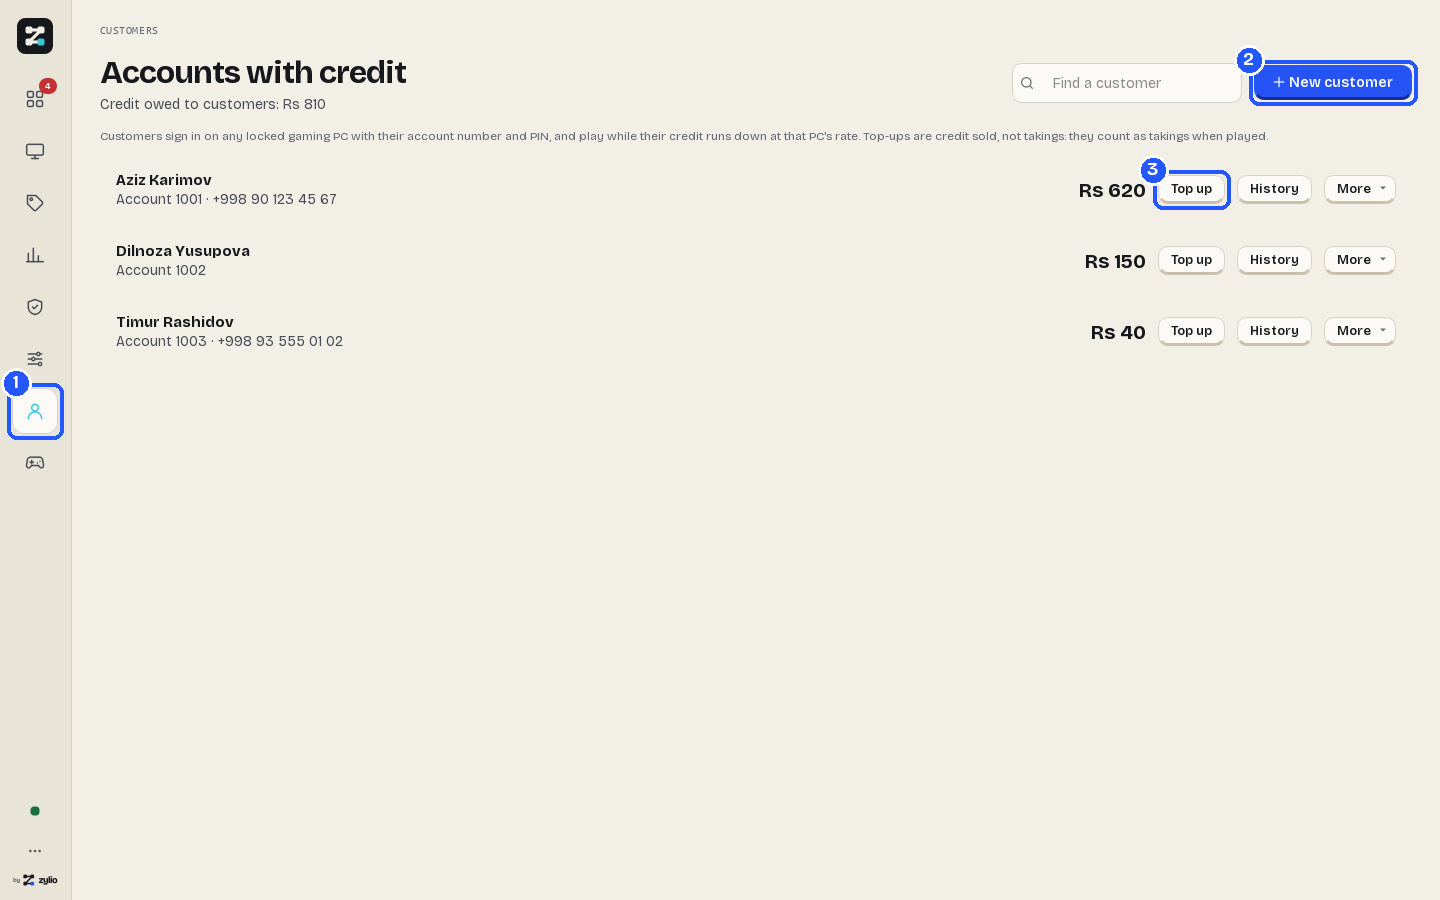 CUSTOMERS
Accounts with credit
Credit owed to customers: Rs 810
Find a customer
2
New customer
Customers sign in on any locked gaming PC with their account number and PIN, and play while their credit runs down at that PC's rate. Top-ups are credit sold, not takings: they count as takings when played.
4
Aziz Karimov
Account 1001 · +998 90 123 45 67
Rs 620
3
Top up
History
More
Dilnoza Yusupova
Account 1002
Rs 150
Top up
History
More
Timur Rashidov
Account 1003 · +998 93 555 01 02
Rs 40
Top up
History
More
1
by zylio